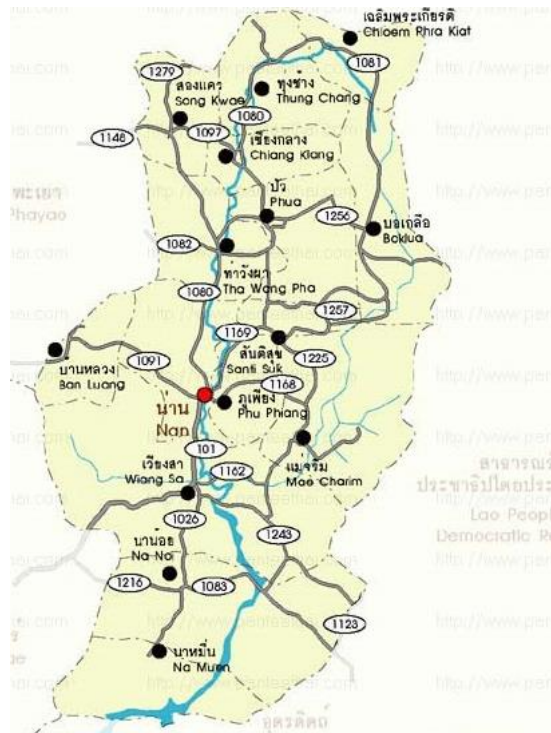 เฉลิมพระเกียรติ
Chloem Phra Kiat
1279
1081
สองแคว
Song Kwae
ทุ่งช้าง
Thung Chang
1080
1148
1097
เชียงกลาง
Chiang Klang
พะเยา
Phayao
ปัว
Phua
1256
บ่อเกลือ
Boklua
1082
ท่าวังผา
Tha Wang Pha
1080
1257
1169
สันติสุข
Santi Suk
1225
1091
บ้านหลวง
Ban Luang
1168
น่าน
Nan
ภูเพียง
Phu Phiang
101
แม่จริม
Mae Charim
เวียงสา
Wiang Sa
1162
ประชาธิปไตยประ
Lao Peopl
Democratic Re
1026
1243
นาน้อย
Na No
1216
1083
1123
นาหมื่น
Na Muen
อุตรดิตถ์
http://www.pen